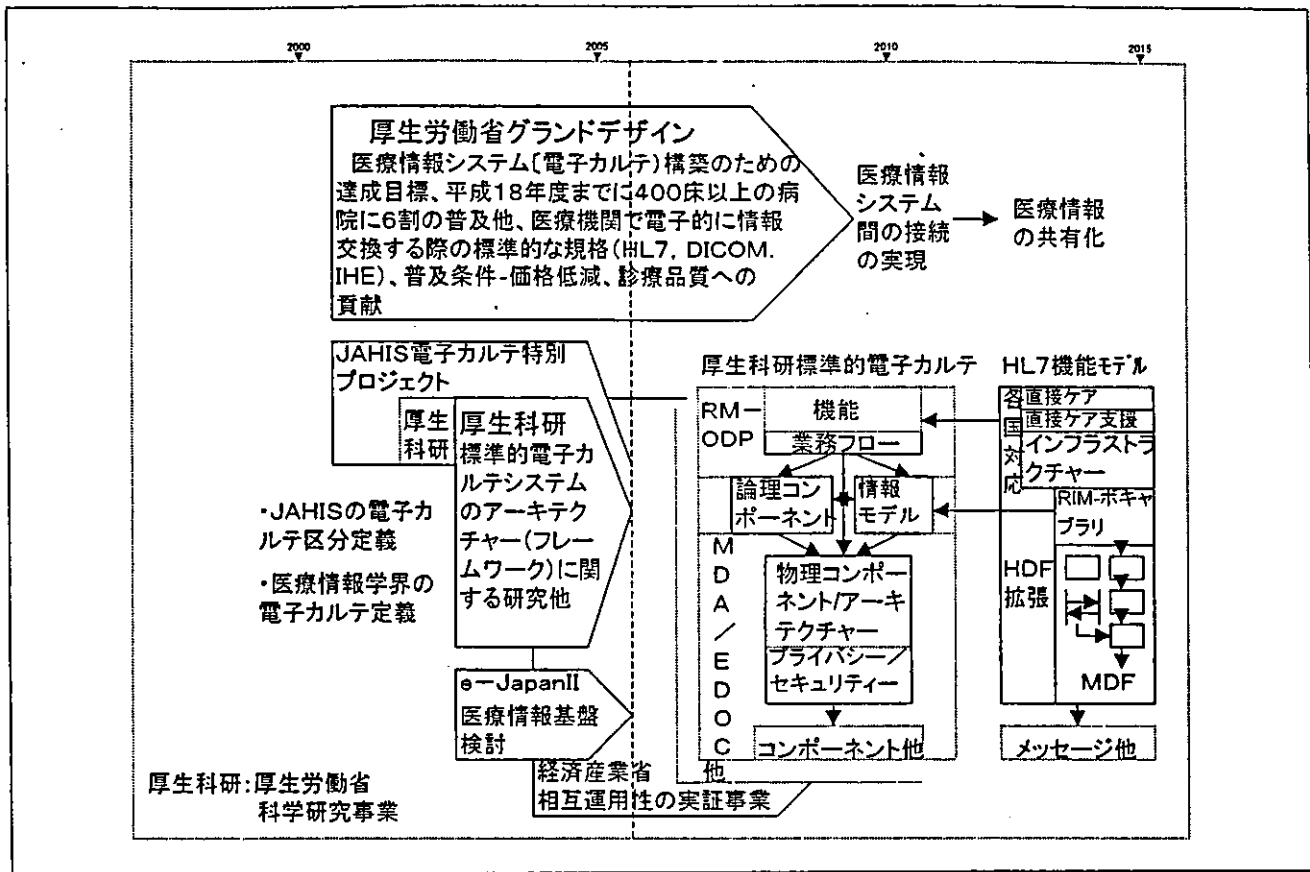 2000
2005
2010
2015
厚生労働省グランドデザイン
医療情報システム(電子カルテ)構築のための
達成目標、平成18年度までに400床以上の病
院に6割の普及他、医療機関で電子的に情報
交換する際の標準的な規格(HL7, DICOM.
IHE)、普及条件-価格低減、診療品質への
貢献
医療情報
システム
間の接続
の実現
医療情報
の共有化
JAHIS電子カルテ特別
プロジェクト
厚生
科研
厚生科研
標準的電子カ
ルテシステム
のアーキテク
チャー(フレー
ムワーク)に関
する研究他
・JAHISの電子カ
ルテ区分定義
・医療情報学界の
電子カルテ定義
e-JapanII
医療情報基盤
検討
経済産業省 他
相互運用性の実証事業
厚生科研:厚生労働省
科学研究事業
厚生科研標準的電子カルテ
RM-
ODP
機能
業務フロー
論理コン
ポーネント
情報
モデル
M
D
A
/
E
D
O
C
物理コンポー
ネント/アーキ
テクチャー
プライバシー/
セキュリティー
コンポーネント他
HL7機能モデル
各
国
対
応
直接ケア
直接ケア支援
インフラストラ
クチャー
RIM-ボキャ
ブラリ
HDF
拡張
MDF
メッセージ他